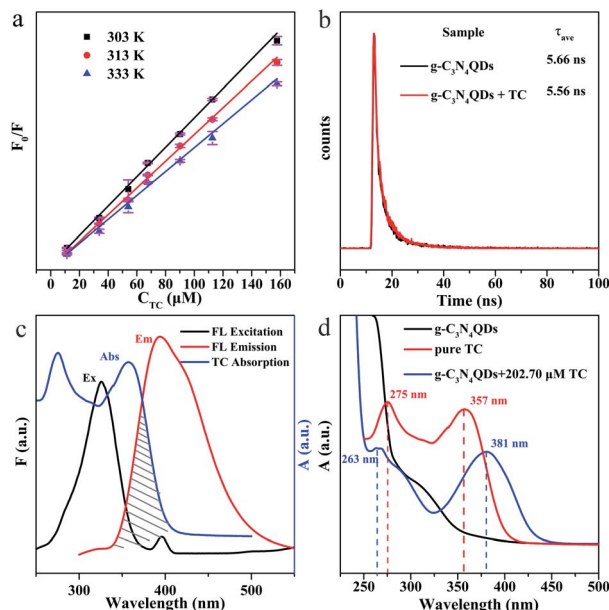 a
303 K
313 K
333 K
F₀/F
0 20 40 60 80 100 120 140 160
C_TC (µM)
b
Sample τ_ave
g-C₃N₄QDs 5.66 ns
g-C₃N₄QDs + TC 5.56 ns
counts
0 20 40 60 80 100
Time (ns)
c
FL Excitation
FL Emission
TC Absorption
Em
Abs
Ex
F (a.u.)
A (a.u.)
300 400 500
Wavelength (nm)
d
g-C₃N₄QDs
pure TC
g-C₃N₄QDs+202.70 µM TC
275 nm
357 nm
381 nm
263 nm
A (a.u.)
200 250 300 350 400 450 500
Wavelength (nm)